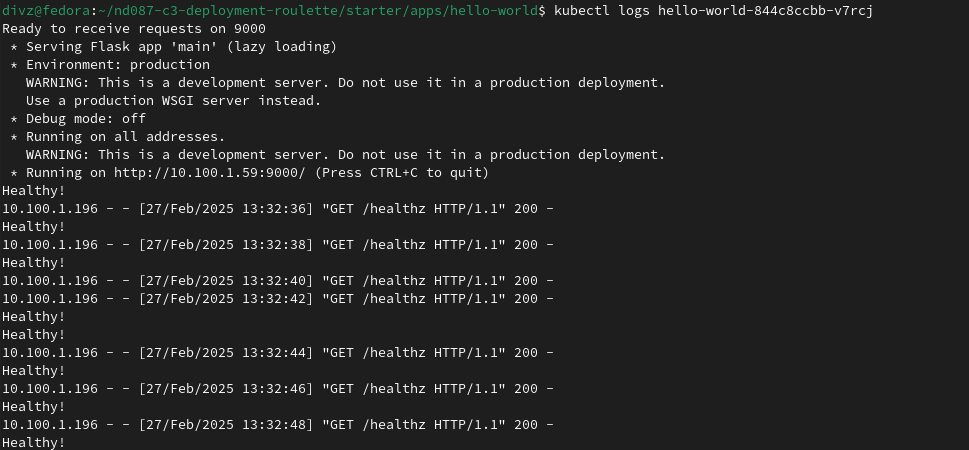 divz@fedora:~/nd087-c3-deployment-roulette/starter/apps/hello-world$ kubectl logs hello-world-844c8ccbb-v7rcj
Ready to receive requests on 9000
 * Serving Flask app 'main' (lazy loading)
 * Environment: production
   WARNING: This is a development server. Do not use it in a production deployment.
   Use a production WSGI server instead.
 * Debug mode: off
 * Running on all addresses.
   WARNING: This is a development server. Do not use it in a production deployment.
 * Running on http://10.100.1.59:9000/ (Press CTRL+C to quit)
Healthy!
10.100.1.196 - - [27/Feb/2025 13:32:36] "GET /healthz HTTP/1.1" 200 -
Healthy!
10.100.1.196 - - [27/Feb/2025 13:32:38] "GET /healthz HTTP/1.1" 200 -
Healthy!
10.100.1.196 - - [27/Feb/2025 13:32:40] "GET /healthz HTTP/1.1" 200 -
10.100.1.196 - - [27/Feb/2025 13:32:42] "GET /healthz HTTP/1.1" 200 -
Healthy!
Healthy!
10.100.1.196 - - [27/Feb/2025 13:32:44] "GET /healthz HTTP/1.1" 200 -
Healthy!
10.100.1.196 - - [27/Feb/2025 13:32:46] "GET /healthz HTTP/1.1" 200 -
Healthy!
10.100.1.196 - - [27/Feb/2025 13:32:48] "GET /healthz HTTP/1.1" 200 -
Healthy!